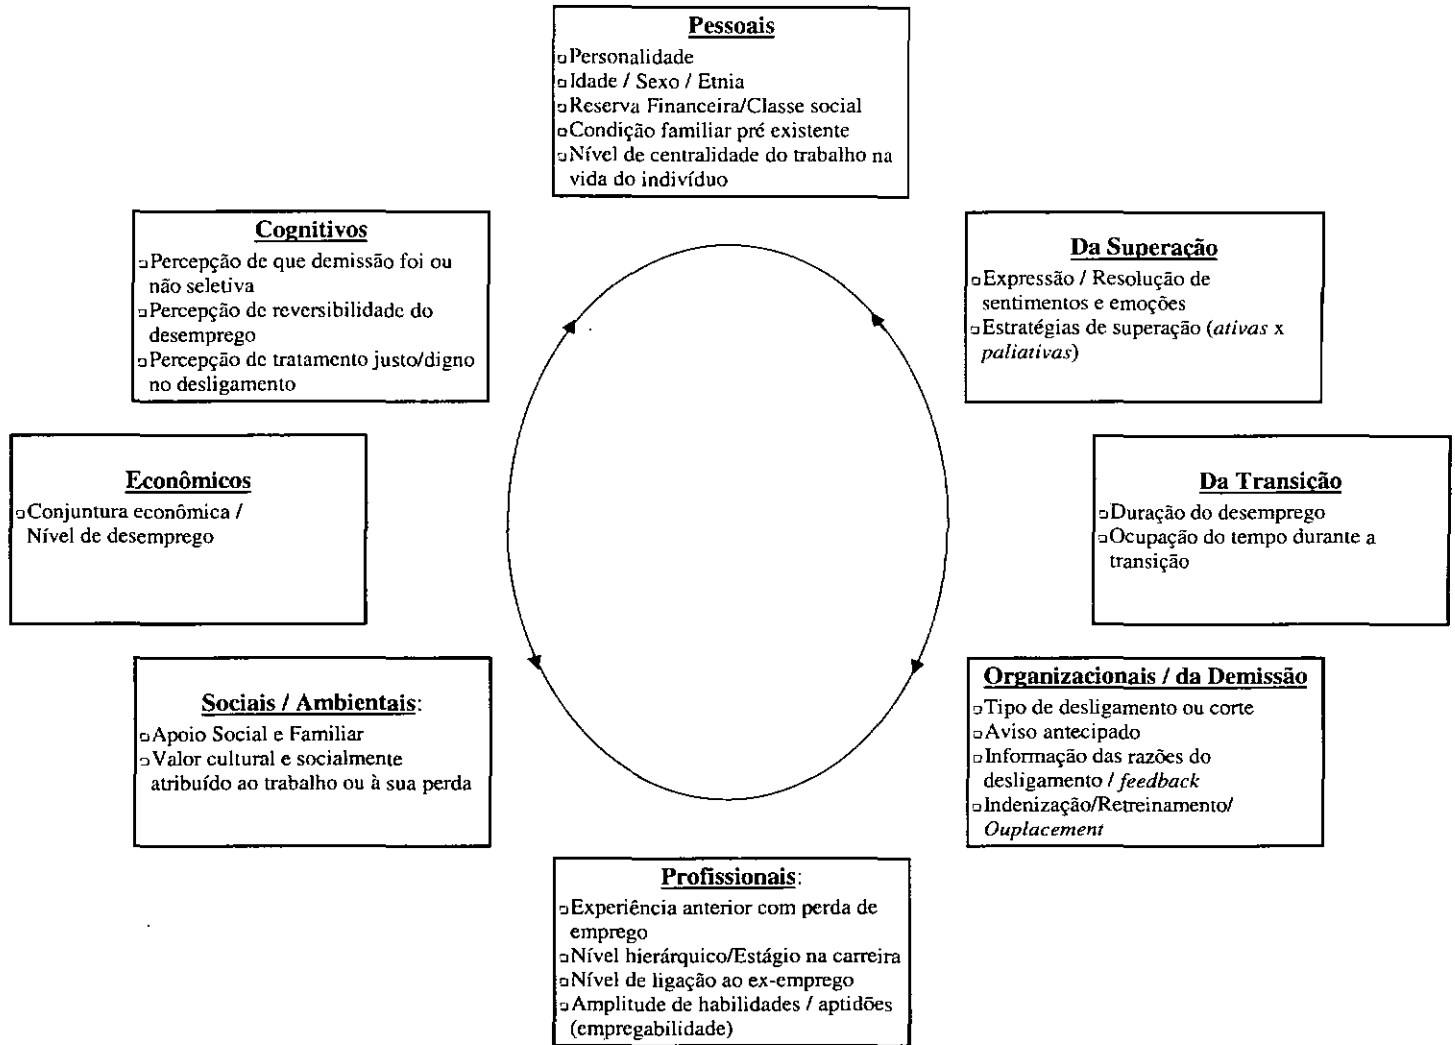 Pessoais
▫Personalidade
▫Idade / Sexo / Etnia
▫Reserva Financeira/Classe social
▫Condição familiar pré existente
▫Nível de centralidade do trabalho na
vida do indivíduo
Cognitivos
▫Percepção de que demissão foi ou
não seletiva
▫Percepção de reversibilidade do
desemprego
▫Percepção de tratamento justo/digno
no desligamento
Da Superação
▫Expressão / Resolução de
sentimentos e emoções
▫Estratégias de superação (ativas x
paliativas)
Econômicos
▫Conjuntura econômica /
Nível de desemprego
Da Transição
▫Duração do desemprego
▫Ocupação do tempo durante a
transição
Sociais / Ambientais:
▫Apoio Social e Familiar
▫Valor cultural e socialmente
atribuído ao trabalho ou à sua perda
Organizacionais / da Demissão
▫Tipo de desligamento ou corte
▫Aviso antecipado
▫Informação das razões do
desligamento / feedback
▫Indenização/Retreinamento/
Ouplacement
Profissionais:
▫Experiência anterior com perda de
emprego
▫Nível hierárquico/Estágio na carreira
▫Nível de ligação ao ex-emprego
▫Amplitude de habilidades / aptidões
(empregabilidade)